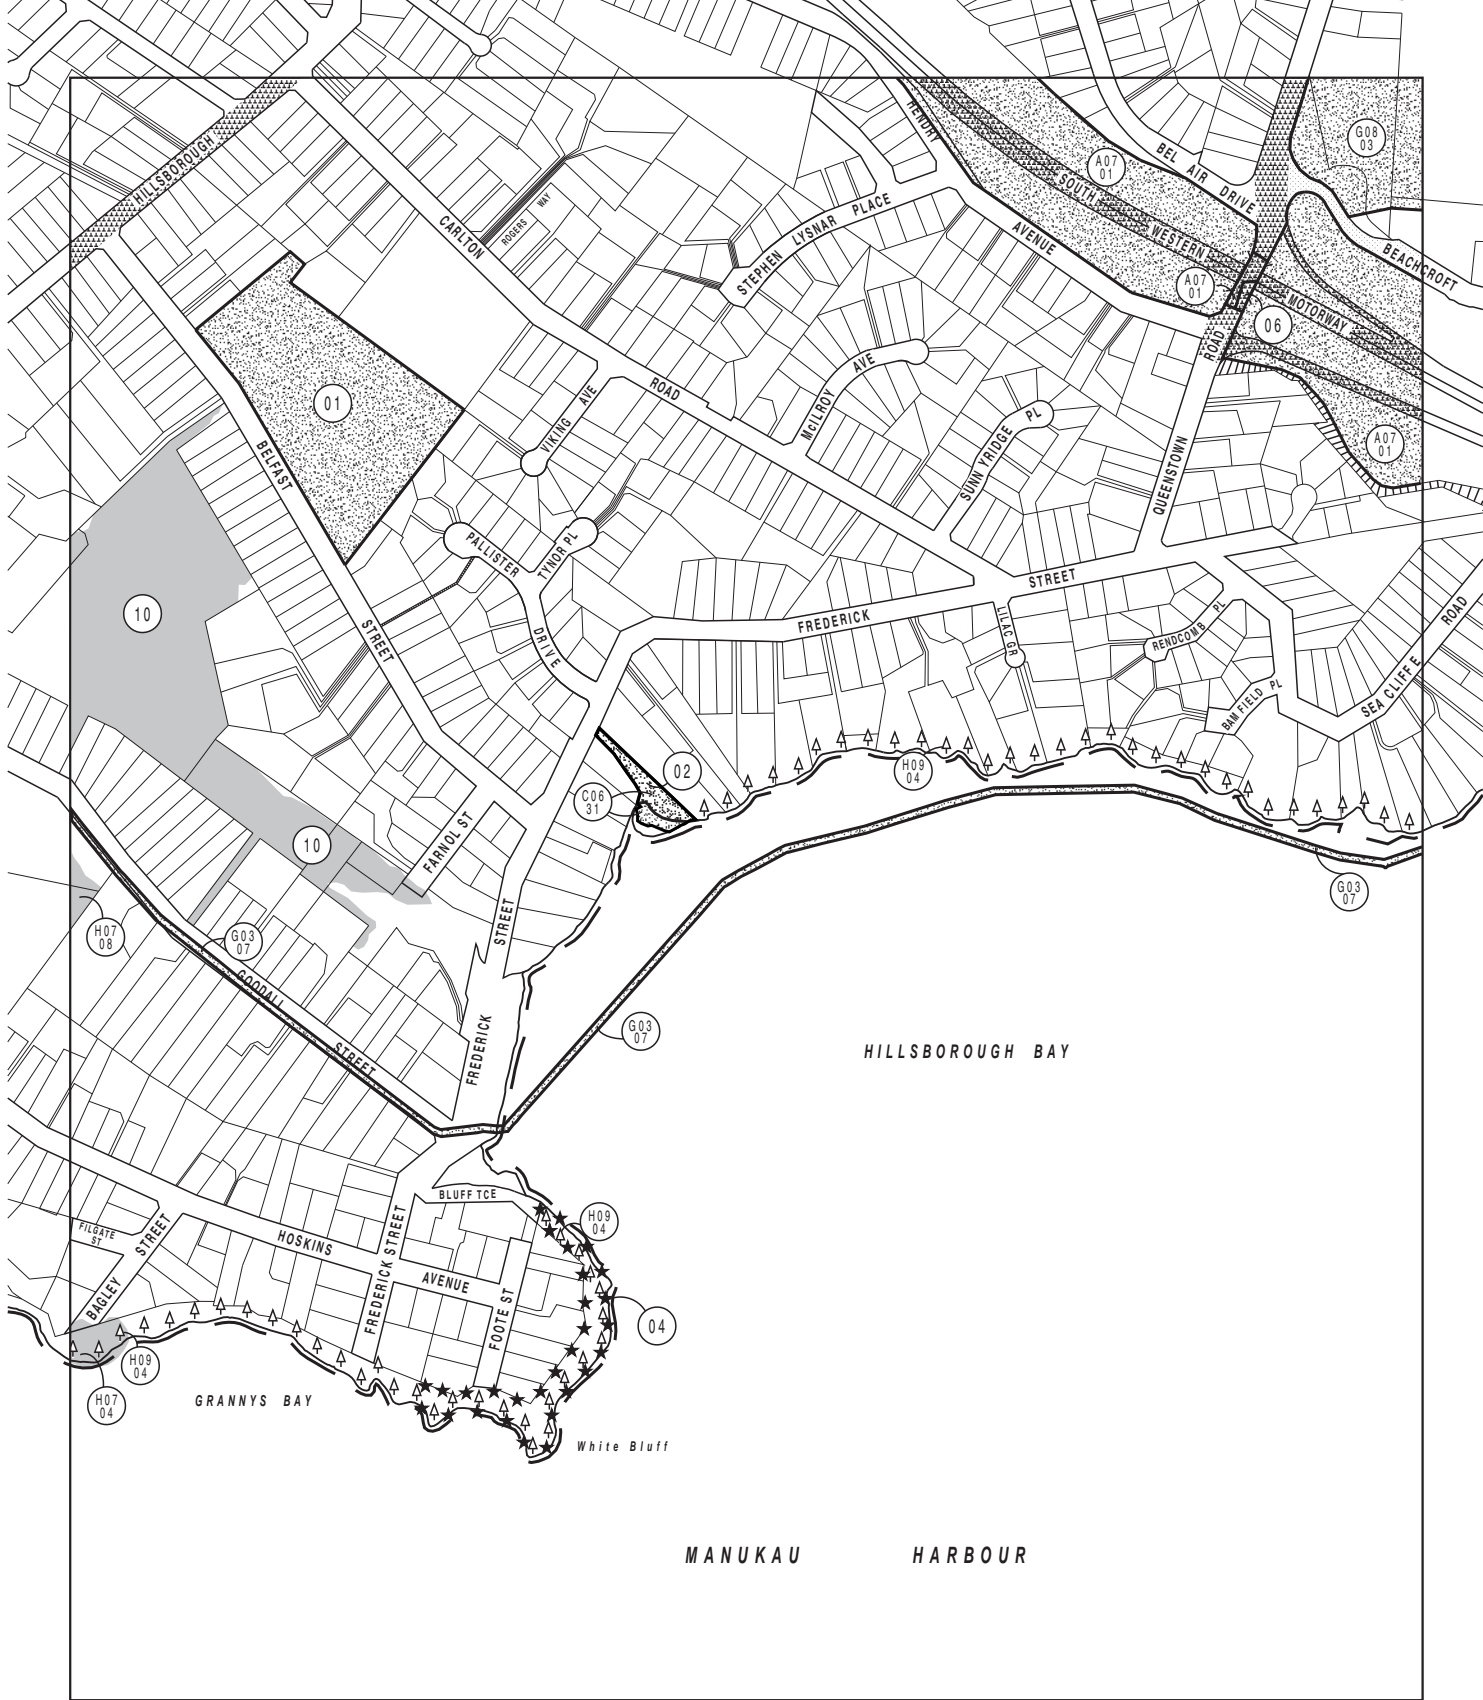 HILLSBOROUGH
HENDRY
G08
03
A07
01
BEL AIR DRIVE
SOUTH
WESTERN
MOTORWAY
BEACHCROFT
CARLTON
ROGERS WAY
STEPHEN LYSNAR PLACE
AVENUE
A07
01
06
ROAD
01
VIKING AVE
ROAD
McILROY AVE
SUNNYRIDGE PL
A07
01
QUEENSTOWN
BELFAST
PALLISTER
TYNOR PL
10
STREET
DRIVE
FREDERICK
STREET
LILAC GR
RENDCOMB PL
BAMFIELD PL
SEA CLIFFE
ROAD
02
C06
31
H09
04
10
FARNOL ST
STREET
G03
07
H07
08
G03
07
GOODALL
STREET
FREDERICK
G03
07
HILLSBOROUGH BAY
BLUFF TCE
H09
04
FILGATE
ST
BAGLEY STREET
HOSKINS
AVENUE
FREDERICK STREET
FOOTE ST
04
H09
04
H07
04
GRANNYS BAY
White Bluff
MANUKAU HARBOUR